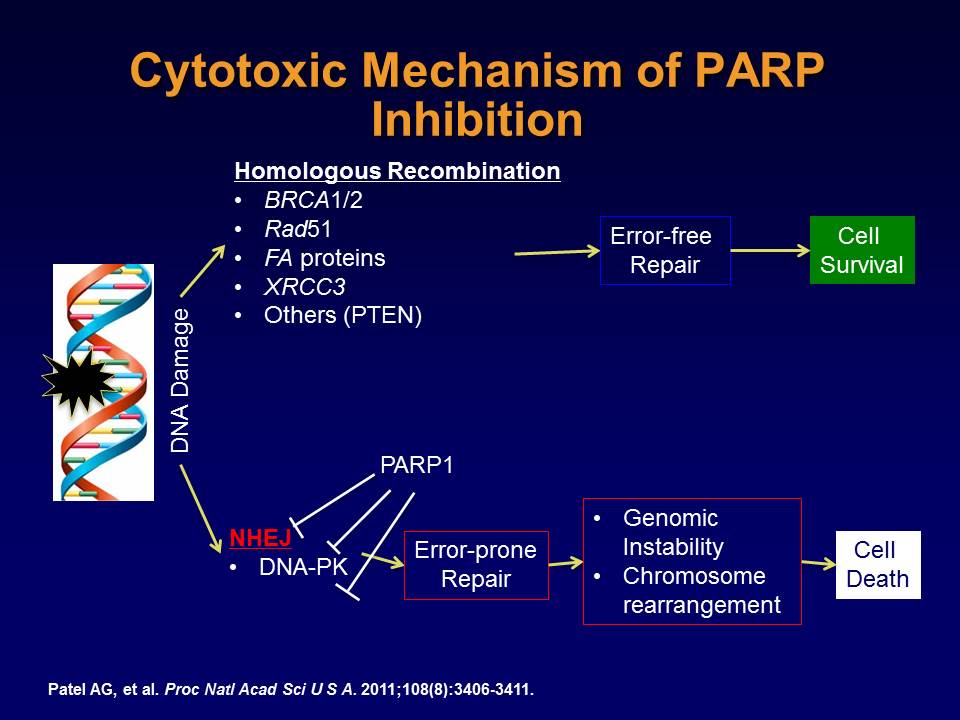 Cytotoxic Mechanism of PARP
Inhibition
Homologous Recombination
• BRCA1/2
• Rad51
• FA proteins
• XRCC3
• Others (PTEN)
Error-free
Repair
Cell
Survival
DNA Damage
PARP1
NHEJ
• DNA-PK
Error-prone
Repair
• Genomic
Instability
• Chromosome
rearrangement
Cell
Death
Patel AG, et al. Proc Natl Acad Sci U S A. 2011;108(8):3406-3411.